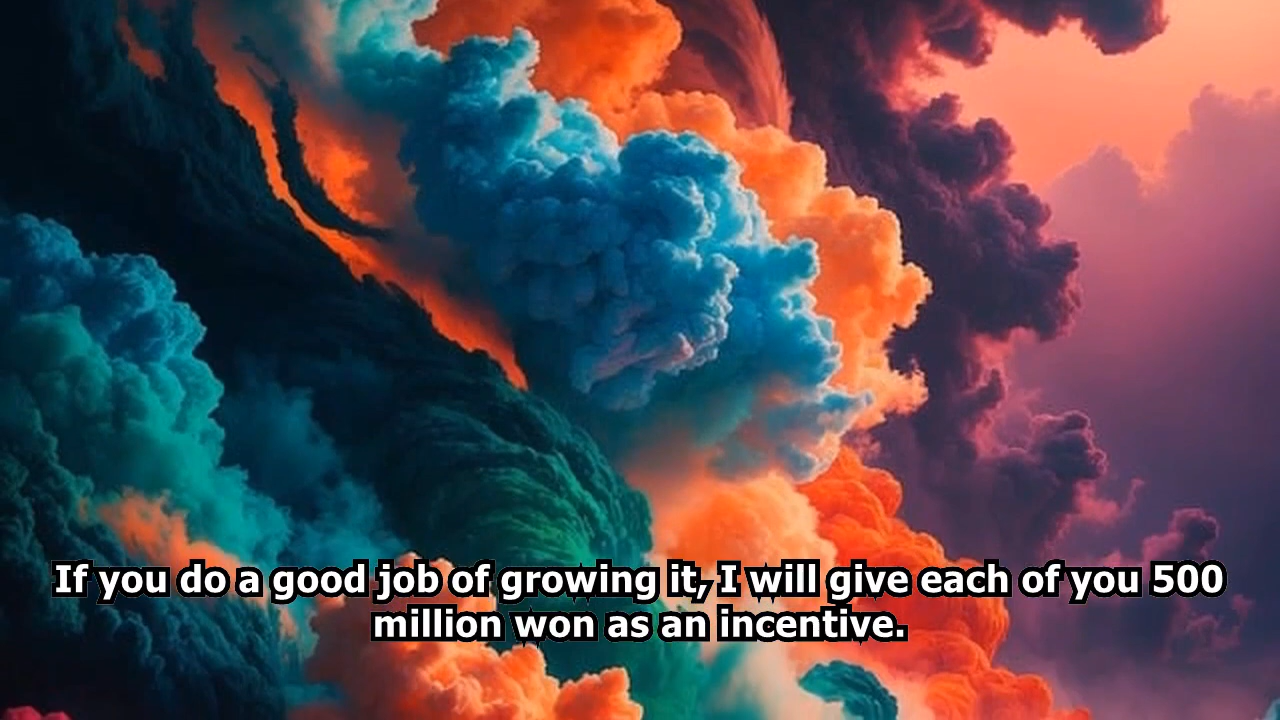 If you do a good job of growing it, I will give each of you 500
million won as an incentive.